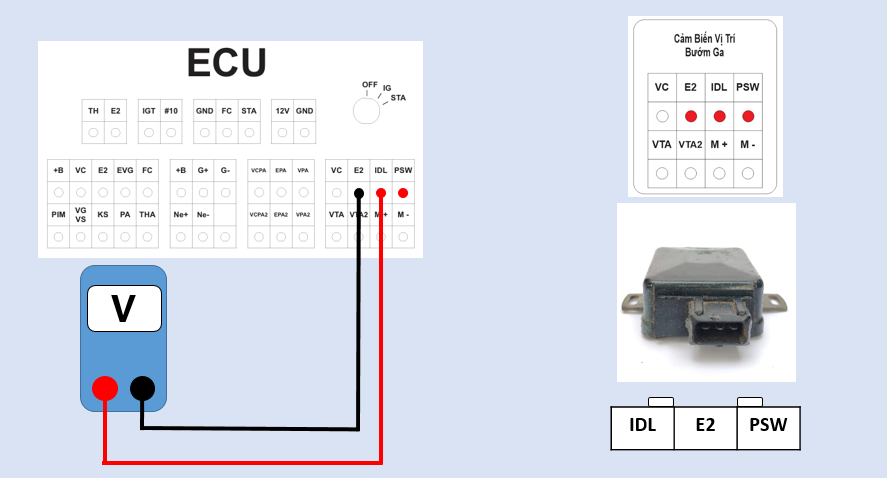 ECU
OFF
IG
STA
TH E2 IGT #10 GND FC STA 12V GND
+B VC E2 EVG FC +B G+ G- VCPA EPA VPA VC E2 IDL PSW
PIM VG VS KS PA THA Ne+ Ne- VCPA2 EPA2 VPA2 VTA VTA2 M + M -
V
Cảm Biến Vị Trí
Bướm Ga
VC E2 IDL PSW
VTA VTA2 M + M -
IDL E2 PSW